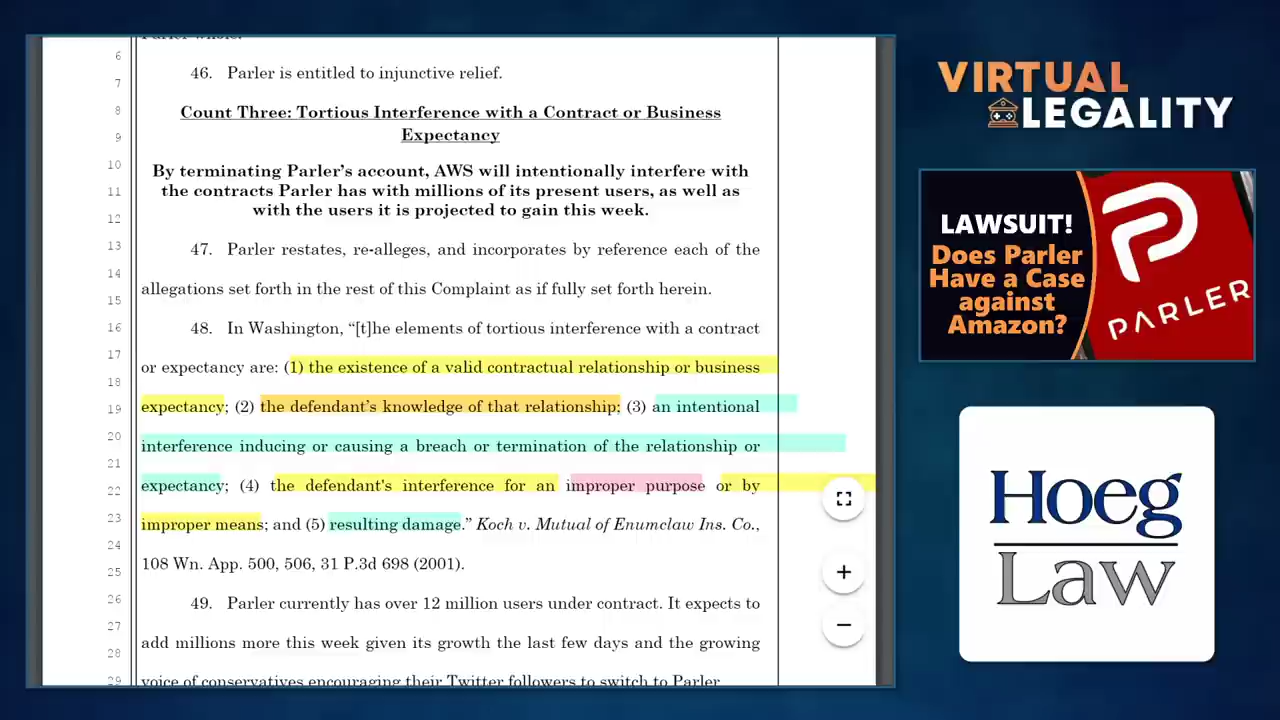 Parler whole.
6
46. Parler is entitled to injunctive relief.
7
8
Count Three: Tortious Interference with a Contract or Business
9
Expectancy
10
By terminating Parler's account, AWS will intentionally interfere with
11
the contracts Parler has with millions of its present users, as well as
12
with the users it is projected to gain this week.
13
47. Parler restates, re-alleges, and incorporates by reference each of the
14
allegations set forth in the rest of this Complaint as if fully set forth herein.
15
16
48. In Washington, “[t]he elements of tortious interference with a contract
17
or expectancy are: (1) the existence of a valid contractual relationship or business
18
19
expectancy; (2) the defendant’s knowledge of that relationship; (3) an intentional
20
interference inducing or causing a breach or termination of the relationship or
21
expectancy; (4) the defendant's interference for an improper purpose or by
22
23
improper means; and (5) resulting damage.” Koch v. Mutual of Enumclaw Ins. Co.,
24
108 Wn. App. 500, 506, 31 P.3d 698 (2001).
25
26
49. Parler currently has over 12 million users under contract. It expects to
27
add millions more this week given its growth the last few days and the growing
28
29
voice of conservatives encouraging their Twitter followers to switch to Parler
VIRTUAL
LEGALITY
LAWSUIT!
Does Parler
Have a Case
against
Amazon?
PARLER
Hoeg
Law